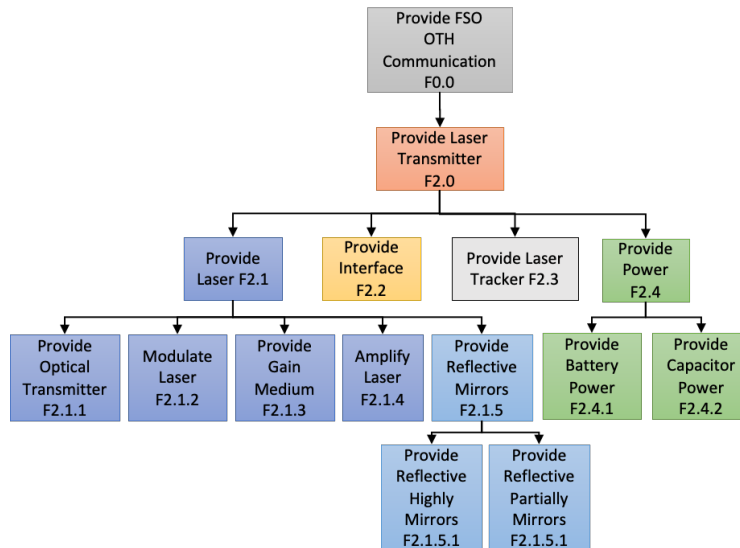 Provide FSO
OTH
Communication
F0.0
Provide Laser
Transmitter
F2.0
Provide
Laser F2.1
Provide
Interface
F2.2
Provide Laser
Tracker F2.3
Provide
Power
F2.4
Provide
Optical
Transmitter
F2.1.1
Modulate
Laser
F2.1.2
Provide
Gain
Medium
F2.1.3
Amplify
Laser
F2.1.4
Provide
Reflective
Mirrors
F2.1.5
Provide
Battery
Power
F2.4.1
Provide
Capacitor
Power
F2.4.2
Provide
Reflective
Highly
Mirrors
F2.1.5.1
Provide
Reflective
Partially
Mirrors
F2.1.5.1